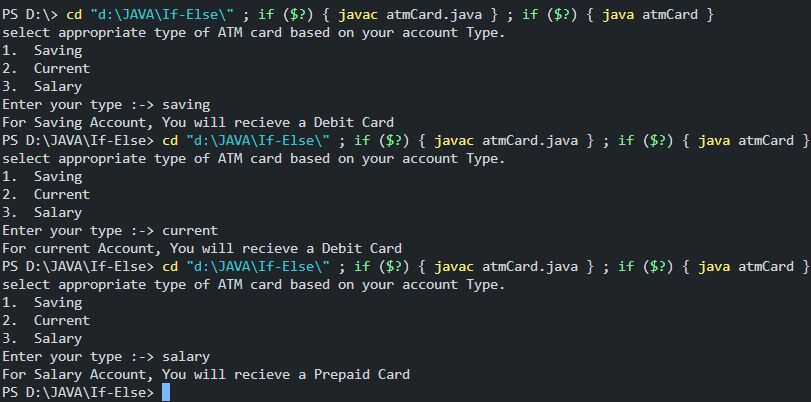 PS D:\> cd "d:\JAVA\If-Else\" ; if ($?) { javac atmCard.java } ; if ($?) { java atmCard }
select appropriate type of ATM card based on your account Type.
1.  Saving
2.  Current
3.  Salary
Enter your type :-> saving
For Saving Account, You will recieve a Debit Card
PS D:\JAVA\If-Else> cd "d:\JAVA\If-Else\" ; if ($?) { javac atmCard.java } ; if ($?) { java atmCard }
select appropriate type of ATM card based on your account Type.
1.  Saving
2.  Current
3.  Salary
Enter your type :-> current
For current Account, You will recieve a Debit Card
PS D:\JAVA\If-Else> cd "d:\JAVA\If-Else\" ; if ($?) { javac atmCard.java } ; if ($?) { java atmCard }
select appropriate type of ATM card based on your account Type.
1.  Saving
2.  Current
3.  Salary
Enter your type :-> salary
For Salary Account, You will recieve a Prepaid Card
PS D:\JAVA\If-Else>